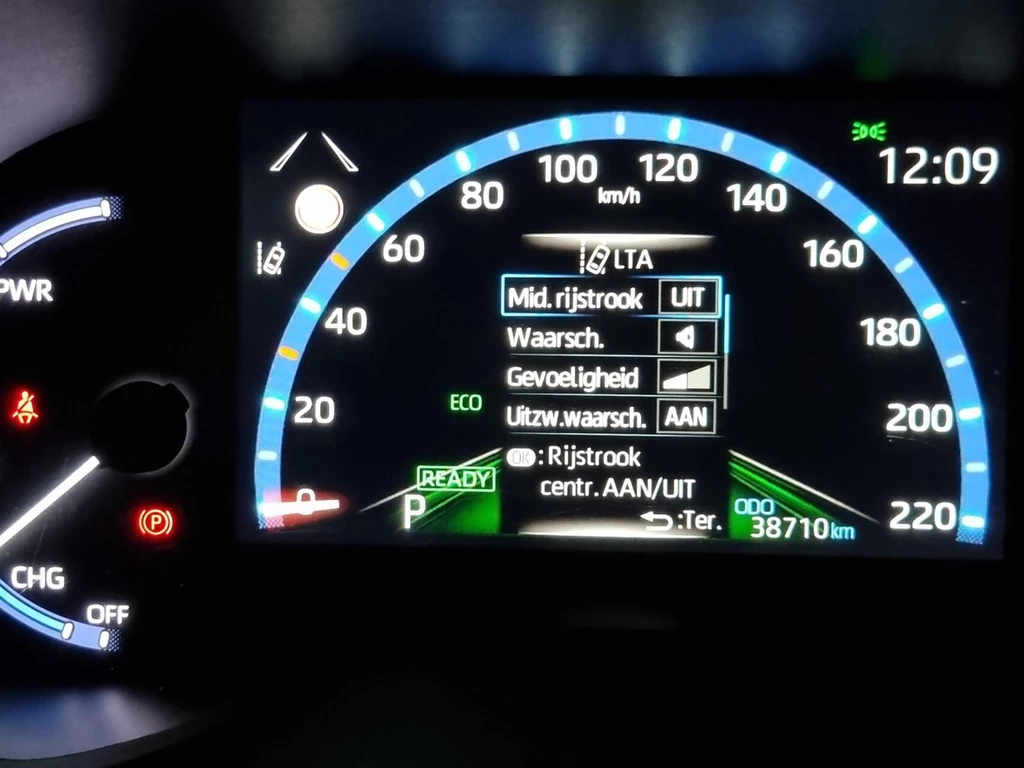 12:09
100 120
km/h
80 140
60 160
LTA
PWR
Mid. rijstrook UIT
40 180
Waarsch.
Gevoeligheid
20 ECO Uitzw.waarsch. AAN 200
OK: Rijstrook
centr. AAN/UIT
READY
0 P :Ter. ODO 220
38710 km
CHG
OFF